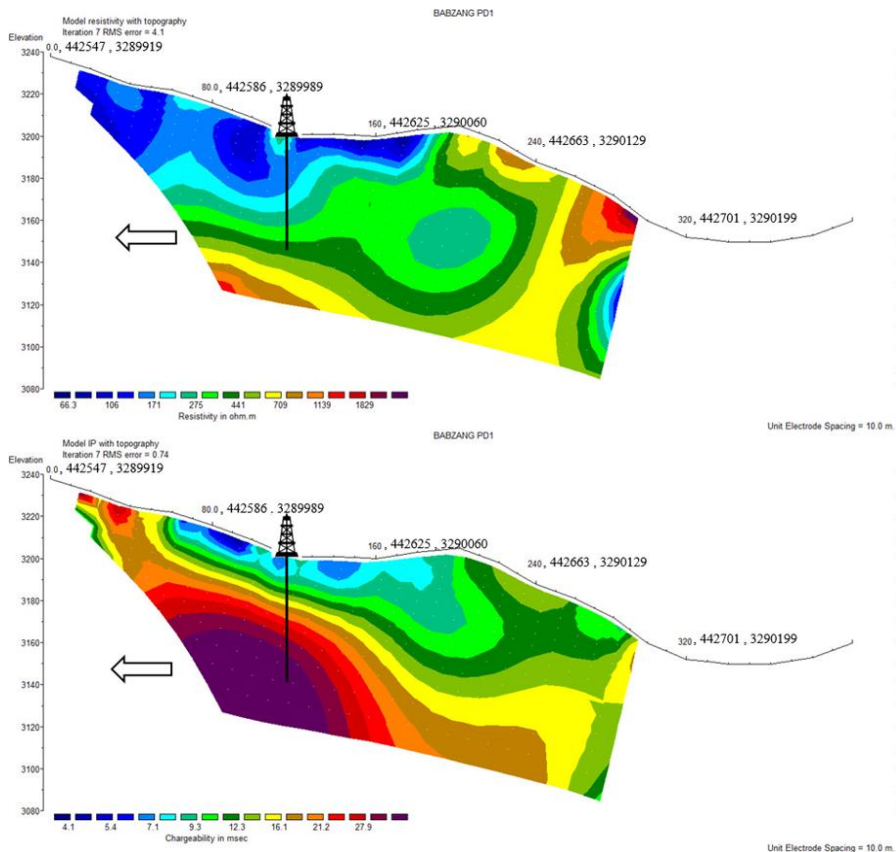 BABZANG PD1
Model resistivity with topography
Iteration 7 RMS error = 4.1
Elevation
0.0, 442547 , 3289919
3240
80.0, 442586 , 3289989
3220
160, 442625 , 3290060
3200
240, 442663 , 3290129
3180
3160
320, 442701 , 3290199
3140
3120
3100
3080
66.3 106 171 275 441 709 1139 1829
Resistivity in ohm.m
Unit Electrode Spacing = 10.0 m.
BABZANG PD1
Model IP with topography
Iteration 7 RMS error = 0.74
Elevation
0.0, 442547 , 3289919
3240
80.0, 442586 . 3289989
3220
160, 442625 , 3290060
3200
240, 442663 , 3290129
3180
3160
320, 442701 , 3290199
3140
3120
3100
3080
4.1 5.4 7.1 9.3 12.3 16.1 21.2 27.9
Chargeability in msec
Unit Electrode Spacing = 10.0 m.